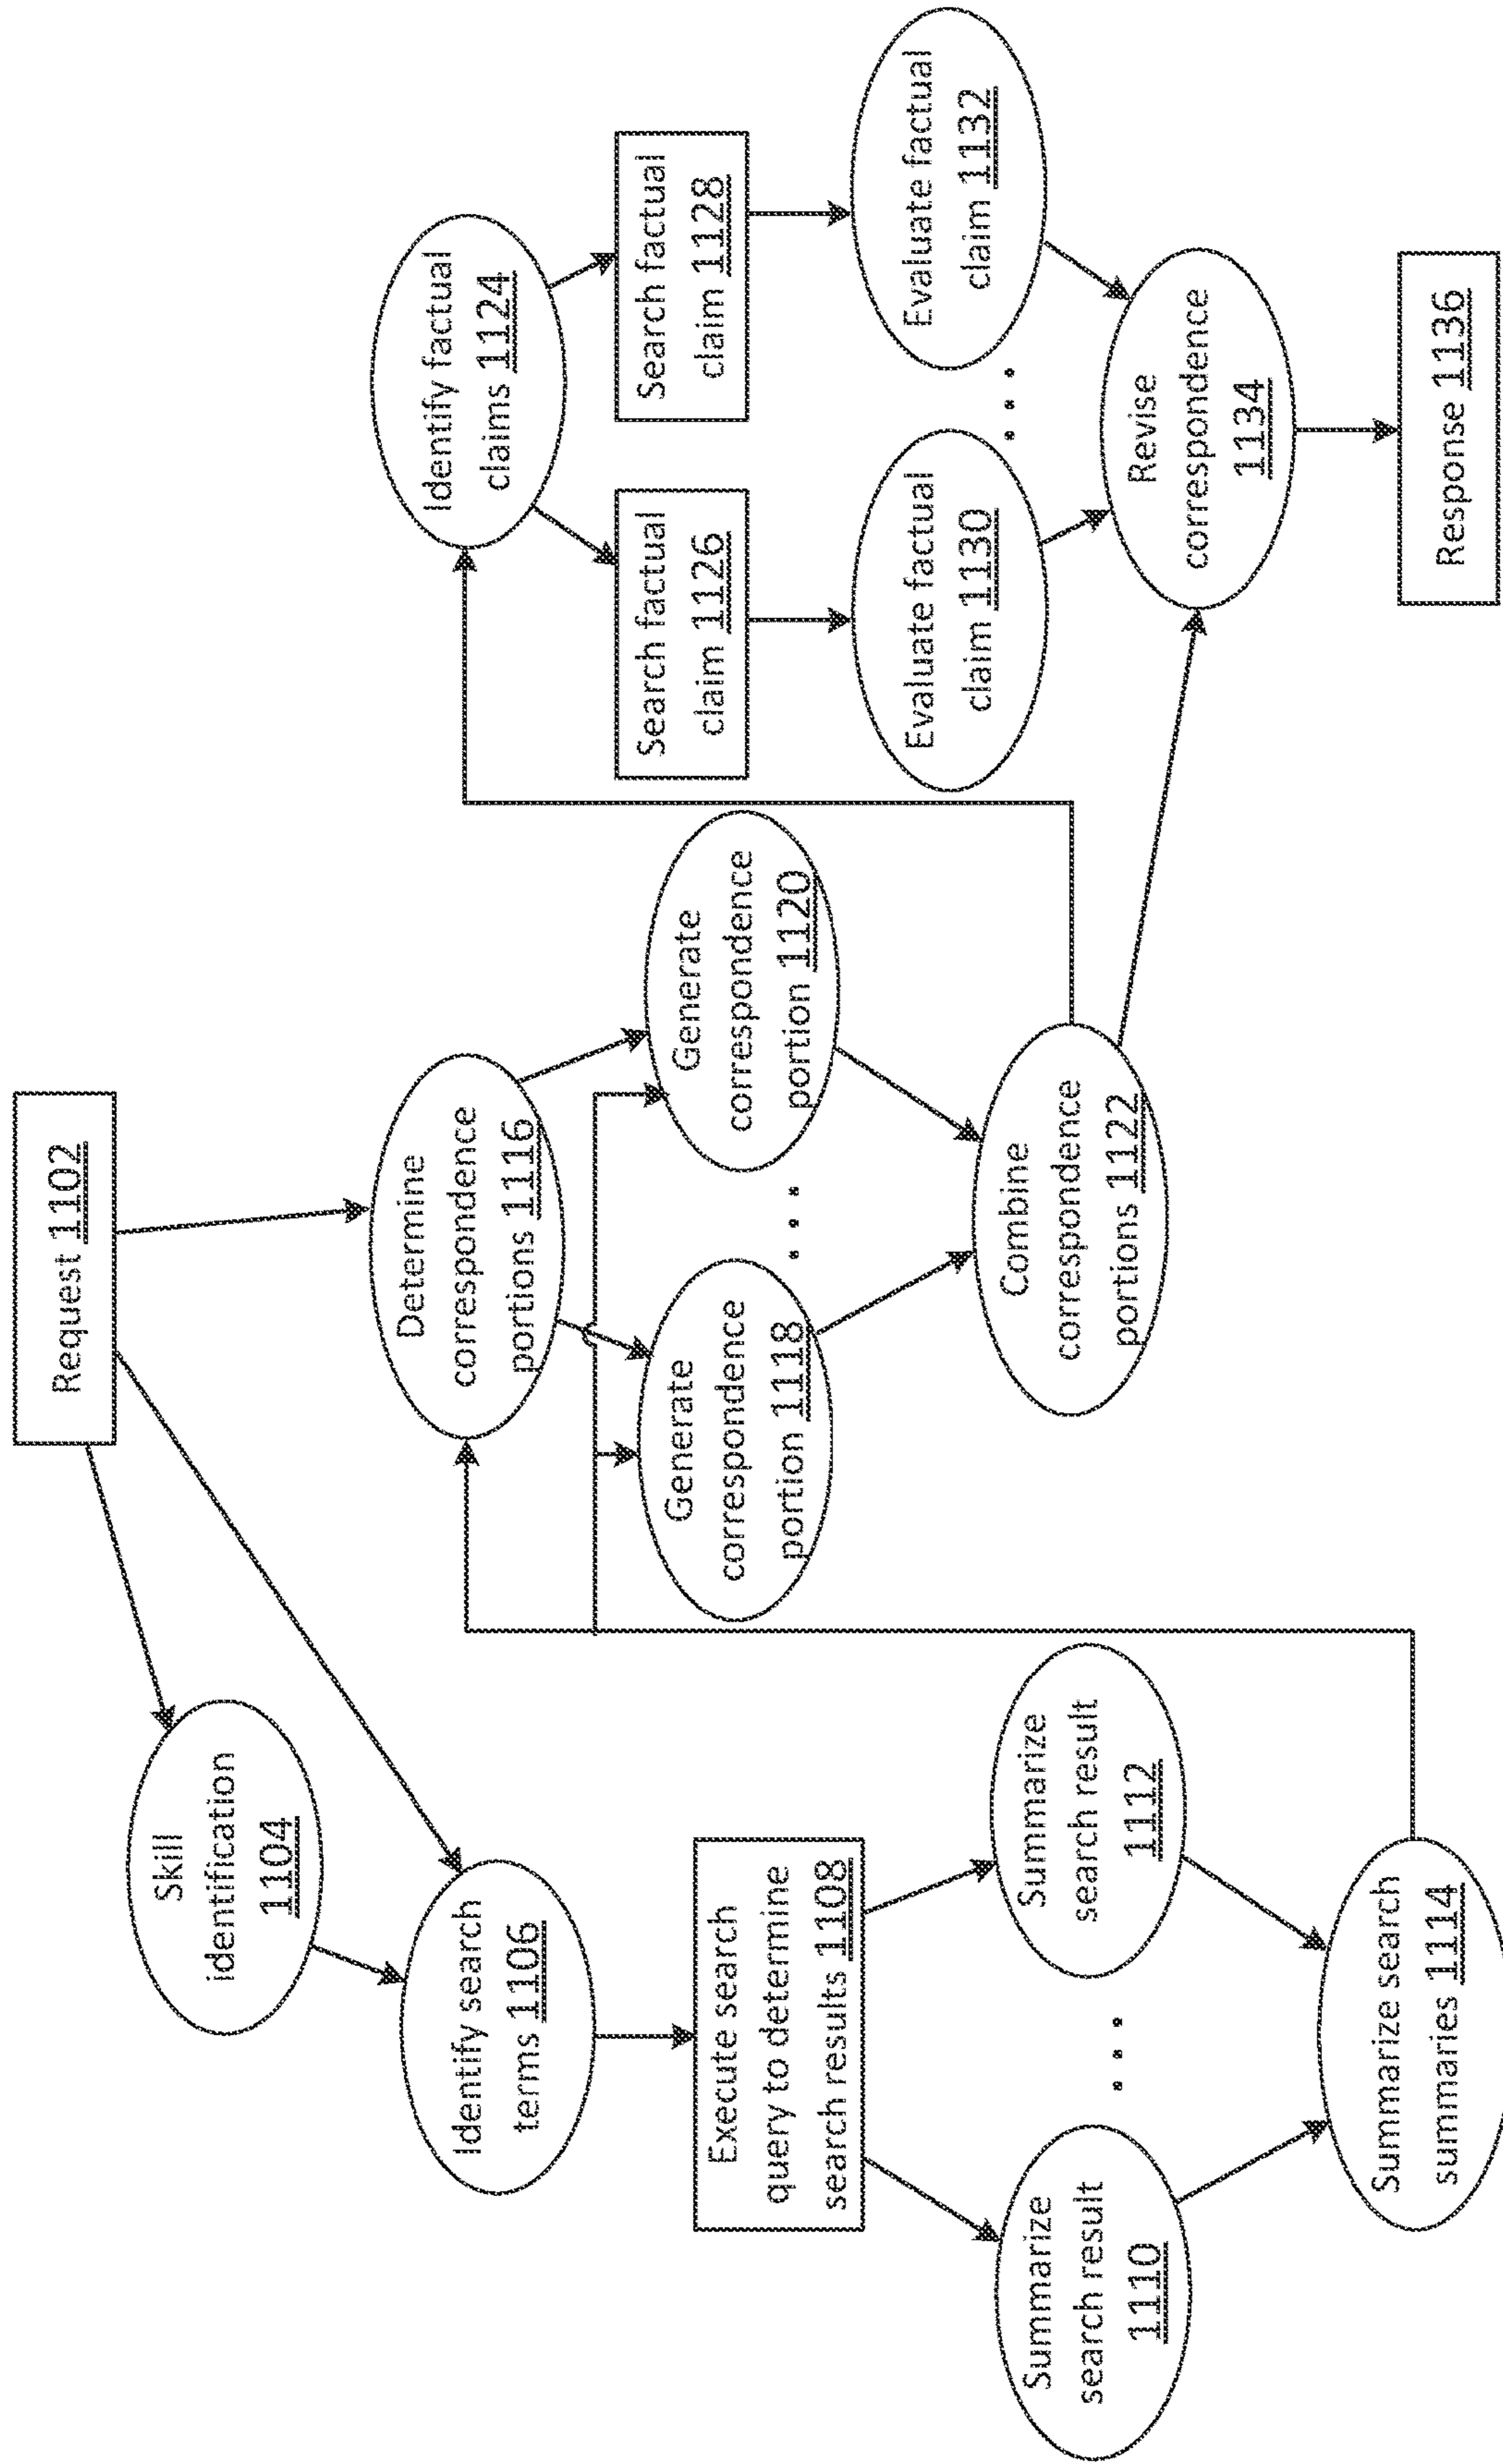 Request 1102
Skill
identification
1104
Identify search
terms 1106
Execute search
query to determine
search results 1108
Summarize
search result
1110
. . .
Summarize
search result
1112
Summarize search
summaries 1114
Determine
correspondence
portions 1116
Generate
correspondence
portion 1118
. . .
Generate
correspondence
portion 1120
Combine
correspondence
portions 1122
Identify factual
claims 1124
Search factual
claim 1126
Search factual
claim 1128
Evaluate factual
claim 1130
. . .
Evaluate factual
claim 1132
Revise
correspondence
1134
Response 1136